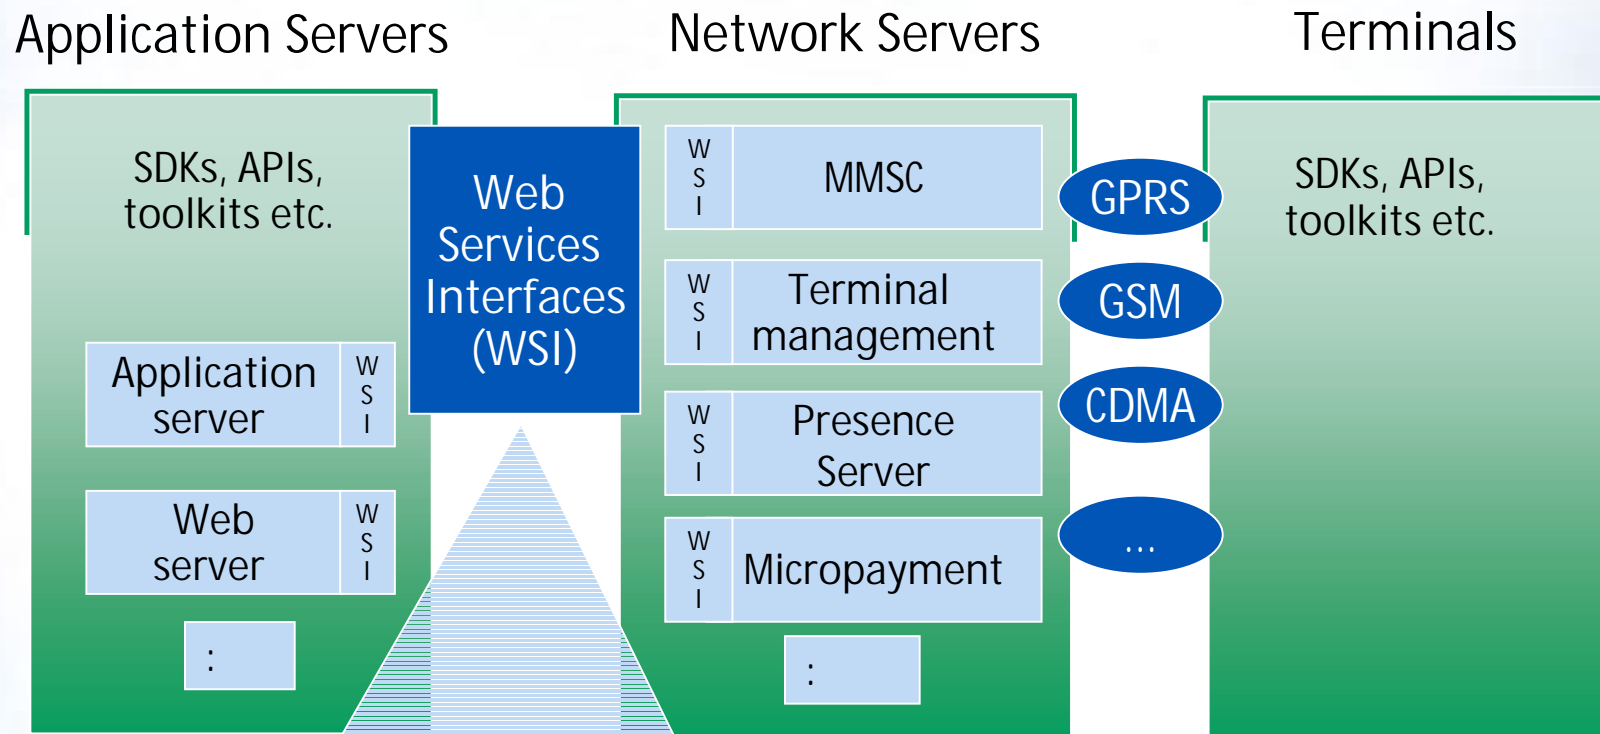 Application Servers
Network Servers
Terminals
SDKs, APIs,
toolkits etc.
Application
server
W
S
I
Web
server
W
S
I
:
Web
Services
Interfaces
(WSI)
W
S
I
MMSC
W
S
I
Terminal
management
W
S
I
Presence
Server
W
S
I
Micropayment
:
GPRS
GSM
CDMA
...
SDKs, APIs,
toolkits etc.